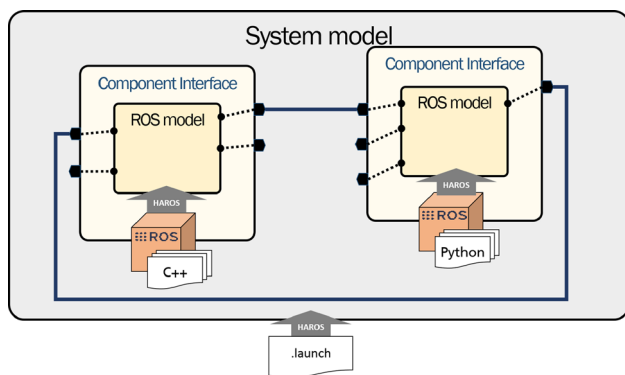 System model
Component Interface
ROS model
HAROS
ROS
C++
Component Interface
ROS model
HAROS
ROS
Python
HAROS
.launch